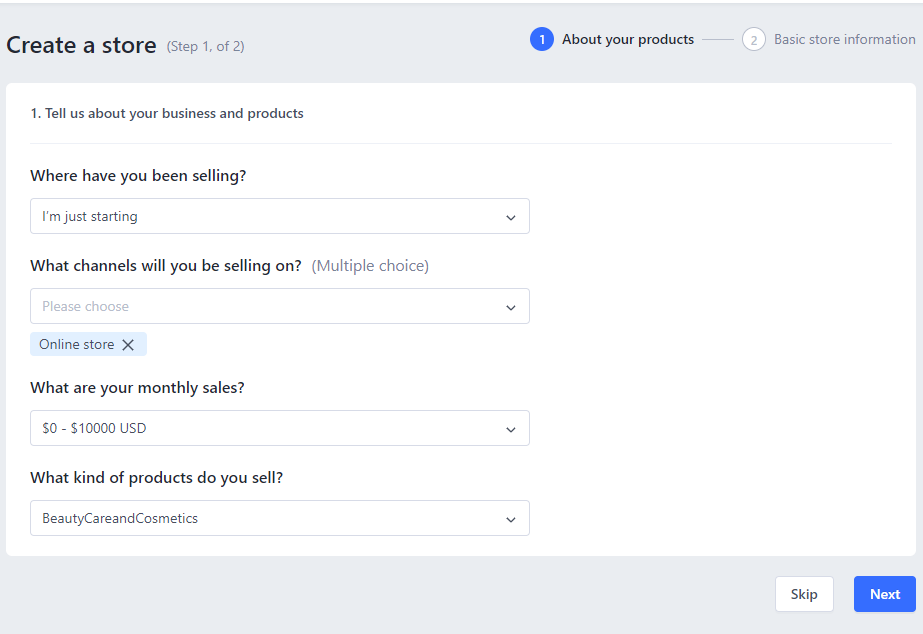 Create a store (Step 1, of 2)
1 About your products 2 Basic store information
1. Tell us about your business and products
Where have you been selling?
I'm just starting
What channels will you be selling on? (Multiple choice)
Please choose
Online store
What are your monthly sales?
$0 - $10000 USD
What kind of products do you sell?
BeautyCareandCosmetics
Skip
Next